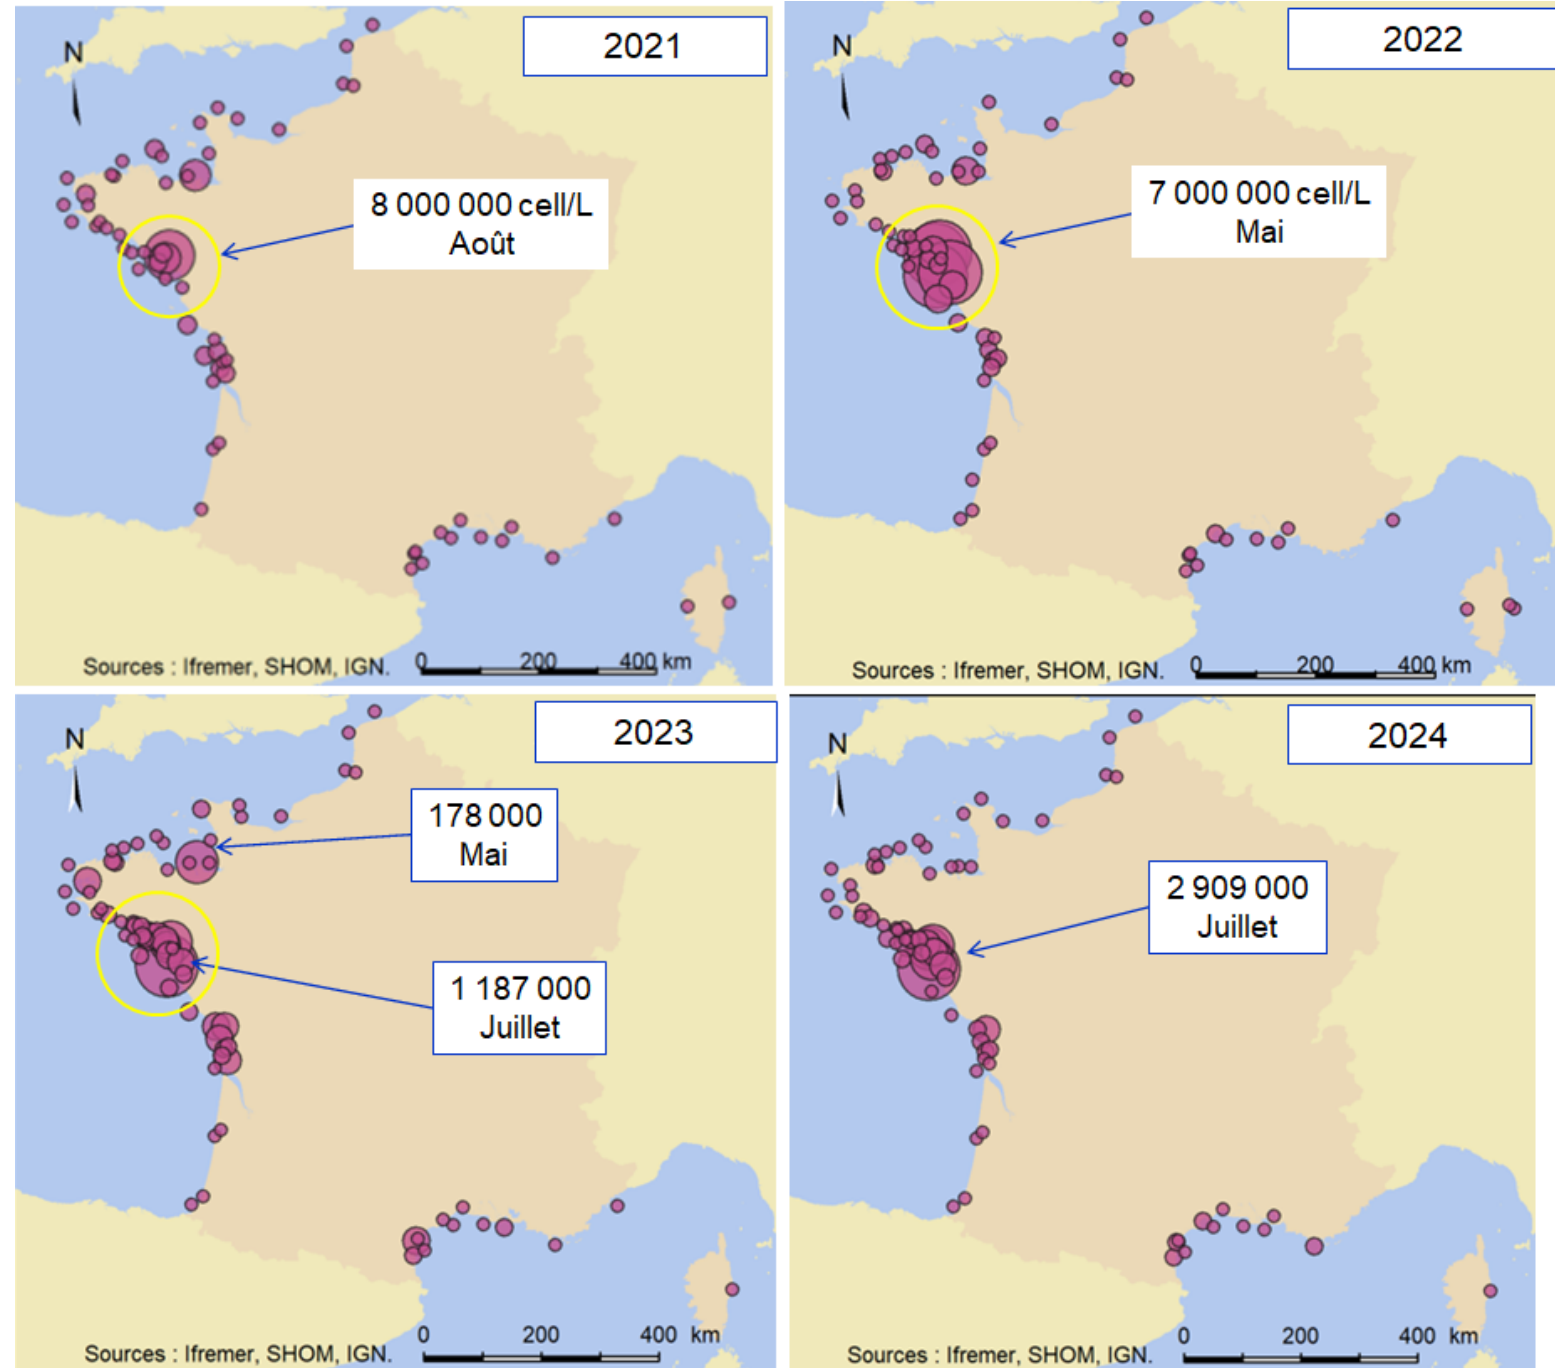 2021
N
8 000 000 cell/L
Août
Sources : Ifremer, SHOM, IGN.
0 200 400 km
2022
N
7 000 000 cell/L
Mai
Sources : Ifremer, SHOM, IGN.
0 200 400 km
2023
N
178 000
Mai
1 187 000
Juillet
Sources : Ifremer, SHOM, IGN.
0 200 400 km
2024
N
2 909 000
Juillet
Sources : Ifremer, SHOM, IGN.
0 200 400 km